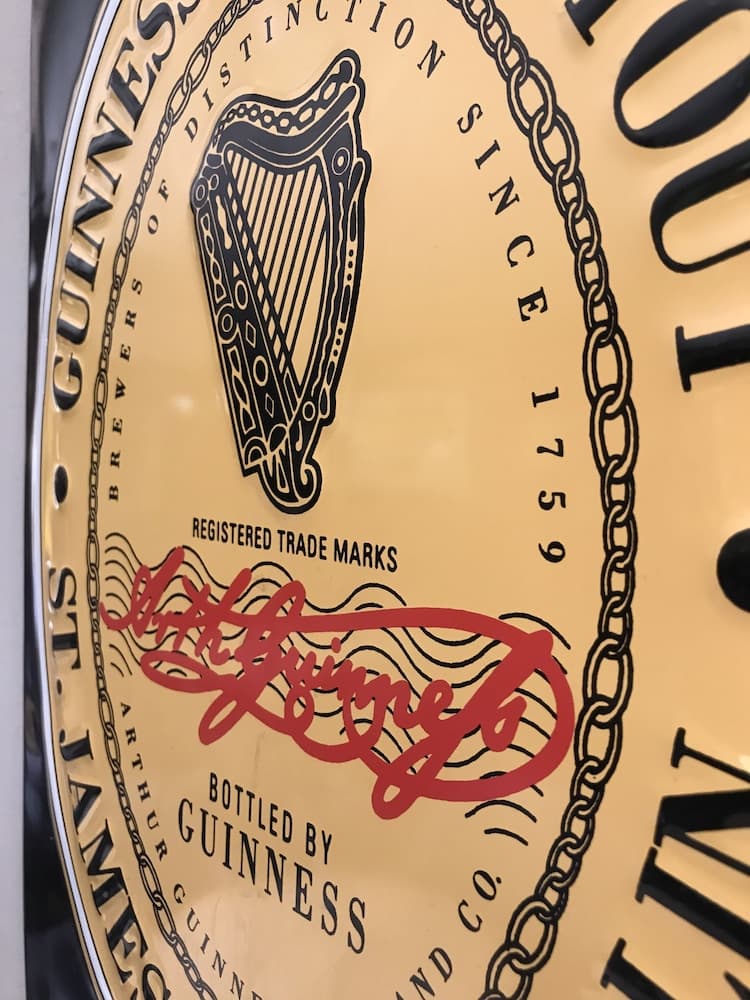 GUINNESS
BREWERS OF DISTINCTION SINCE 1759
REGISTERED TRADE MARKS
Arth Guinness
BOTTLED BY
GUINNESS
ST. JAMES
ARTHUR GUINNE
AND CO.